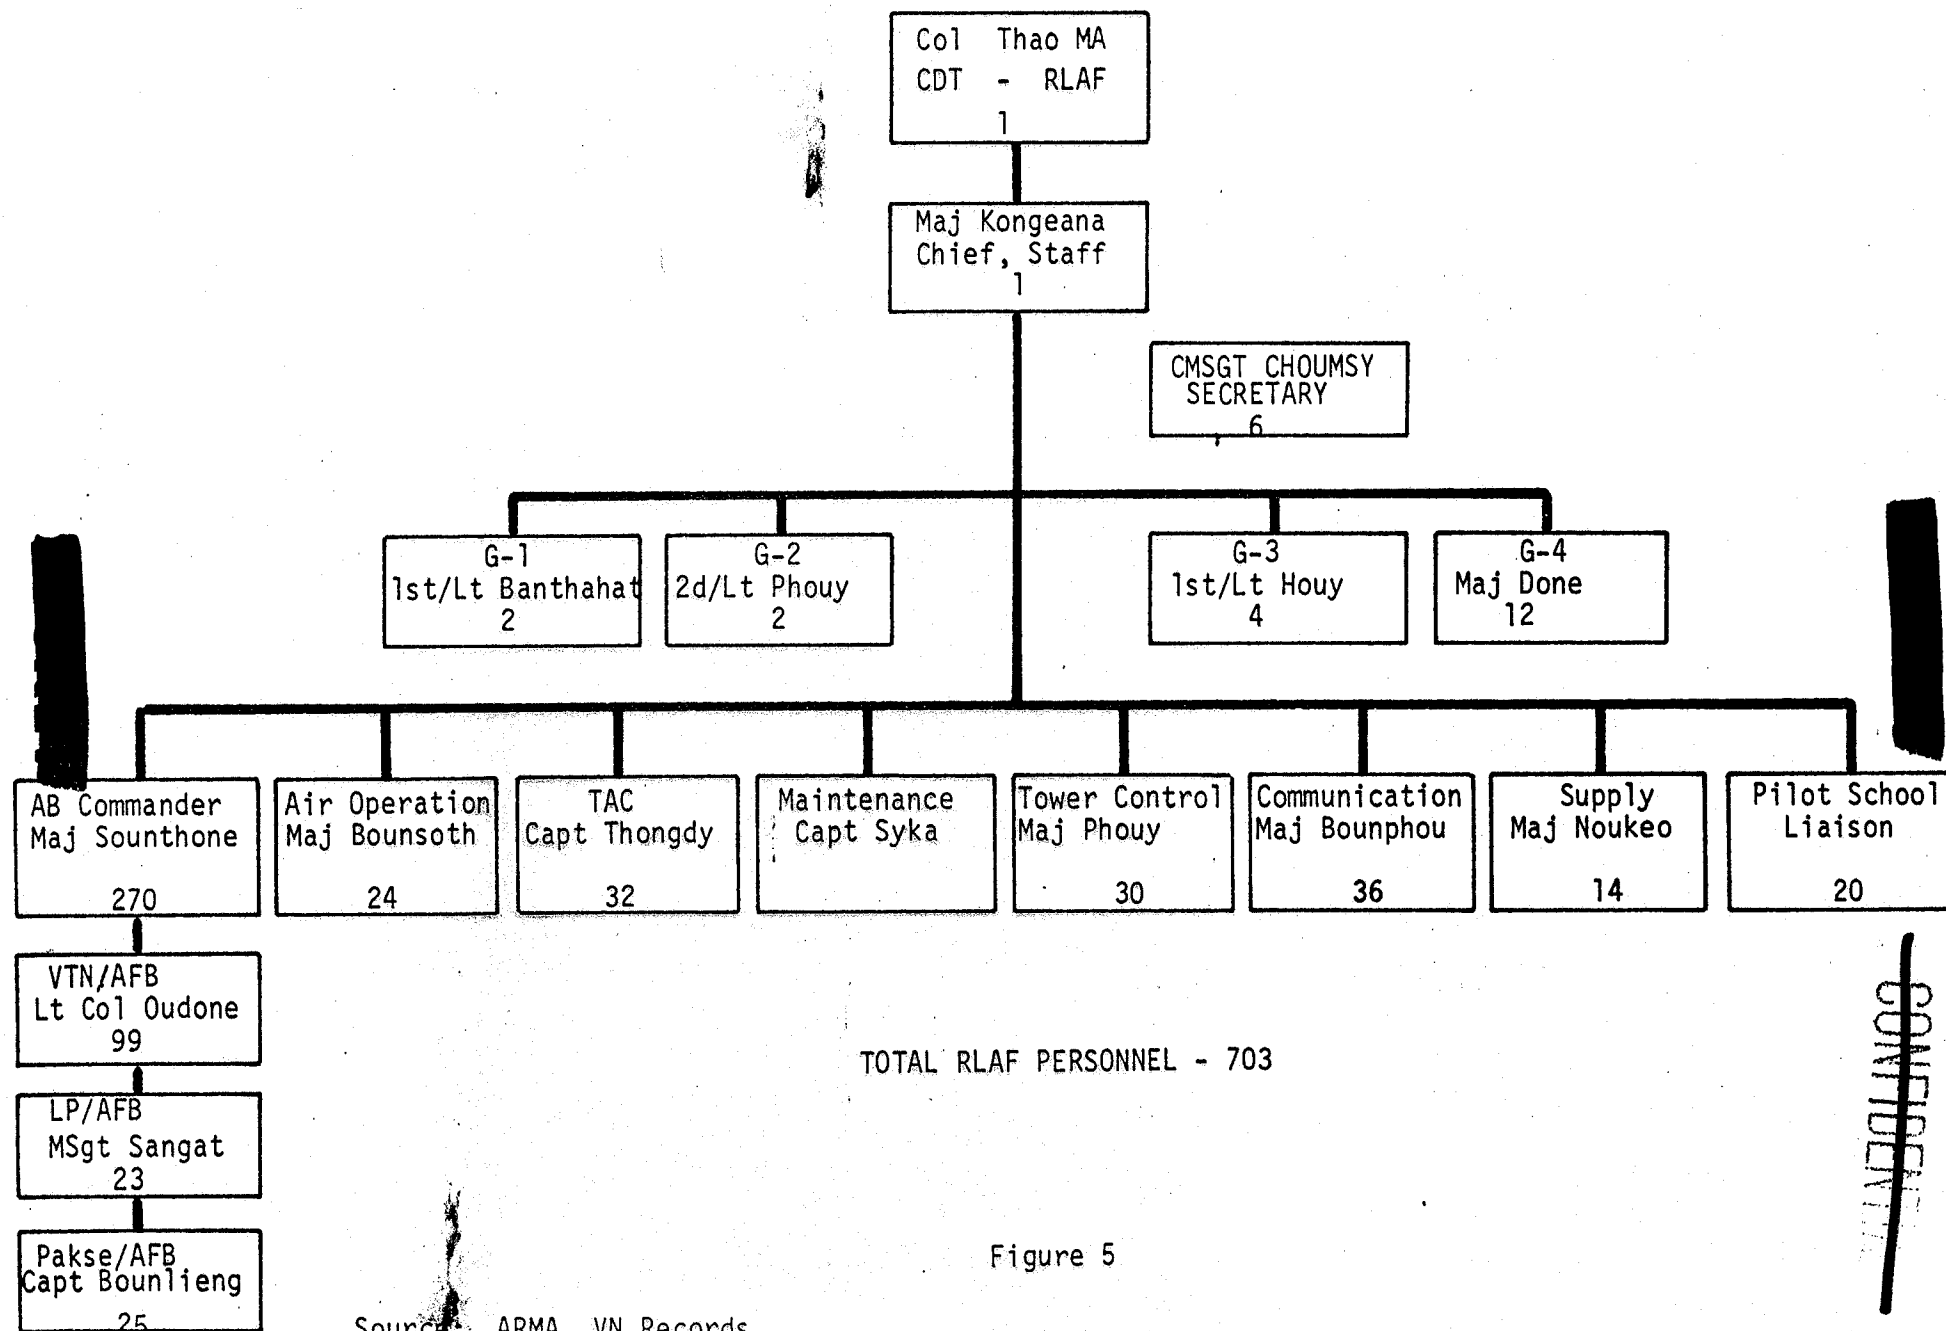 Col Thao MA
CDT - RLAF
1
Maj Kongeana
Chief, Staff
1
CMSGT CHOUMSY
SECRETARY
6
G-1
1st/Lt Banthahat
2
G-2
2d/Lt Phouy
2
G-3
1st/Lt Houy
4
G-4
Maj Done
12
AB Commander
Maj Sounthone
270
Air Operation
Maj Bounsoth
24
TAC
Capt Thongdy
32
Maintenance
Capt Syka
Tower Control
Maj Phouy
30
Communication
Maj Bounphou
36
Supply
Maj Noukeo
14
Pilot School
Liaison
20
VTN/AFB
Lt Col Oudone
99
LP/AFB
MSgt Sangat
23
Pakse/AFB
Capt Bounlieng
25
TOTAL RLAF PERSONNEL - 703
Figure 5
Source: ARMA, VN Records